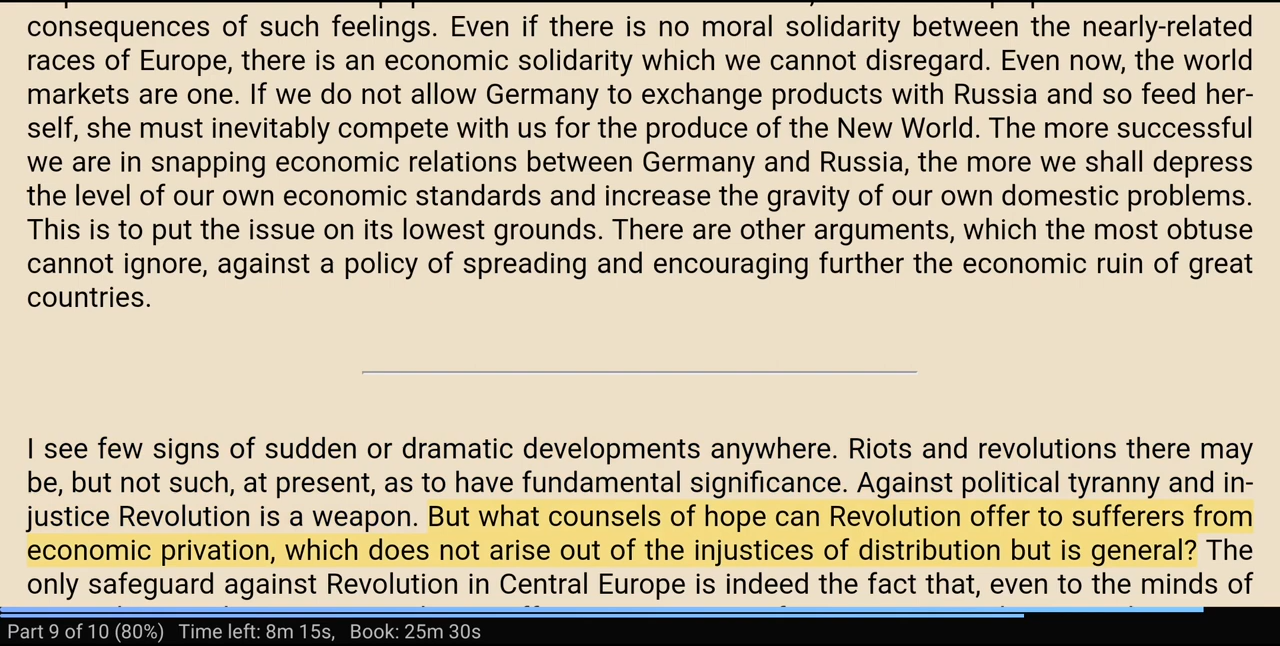 consequences of such feelings. Even if there is no moral solidarity between the nearly-related
races of Europe, there is an economic solidarity which we cannot disregard. Even now, the world
markets are one. If we do not allow Germany to exchange products with Russia and so feed her-
self, she must inevitably compete with us for the produce of the New World. The more successful
we are in snapping economic relations between Germany and Russia, the more we shall depress
the level of our own economic standards and increase the gravity of our own domestic problems.
This is to put the issue on its lowest grounds. There are other arguments, which the most obtuse
cannot ignore, against a policy of spreading and encouraging further the economic ruin of great
countries.
I see few signs of sudden or dramatic developments anywhere. Riots and revolutions there may
be, but not such, at present, as to have fundamental significance. Against political tyranny and in-
justice Revolution is a weapon. But what counsels of hope can Revolution offer to sufferers from
economic privation, which does not arise out of the injustices of distribution but is general? The
only safeguard against Revolution in Central Europe is indeed the fact that, even to the minds of
Part 9 of 10 (80%) Time left: 8m 15s, Book: 25m 30s